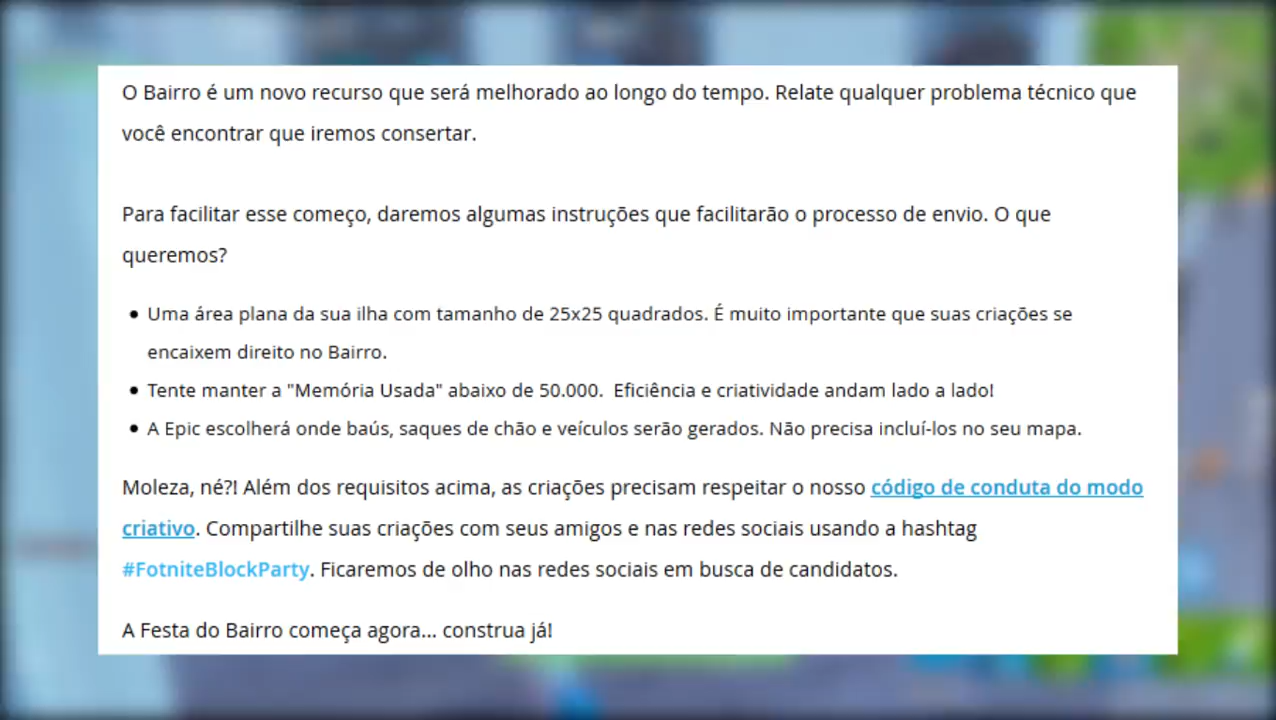 O Bairro é um novo recurso que será melhorado ao longo do tempo. Relate qualquer problema técnico que
você encontrar que iremos consertar.
Para facilitar esse começo, daremos algumas instruções que facilitarão o processo de envio. O que
queremos?
• Uma área plana da sua ilha com tamanho de 25x25 quadrados. É muito importante que suas criações se
encaixem direito no Bairro.
• Tente manter a "Memória Usada" abaixo de 50.000.  Eficiência e criatividade andam lado a lado!
• A Epic escolherá onde baús, saques de chão e veículos serão gerados. Não precisa incluí-los no seu mapa.
Moleza, né?! Além dos requisitos acima, as criações precisam respeitar o nosso código de conduta do modo
criativo. Compartilhe suas criações com seus amigos e nas redes sociais usando a hashtag
#FotniteBlockParty. Ficaremos de olho nas redes sociais em busca de candidatos.
A Festa do Bairro começa agora... construa já!